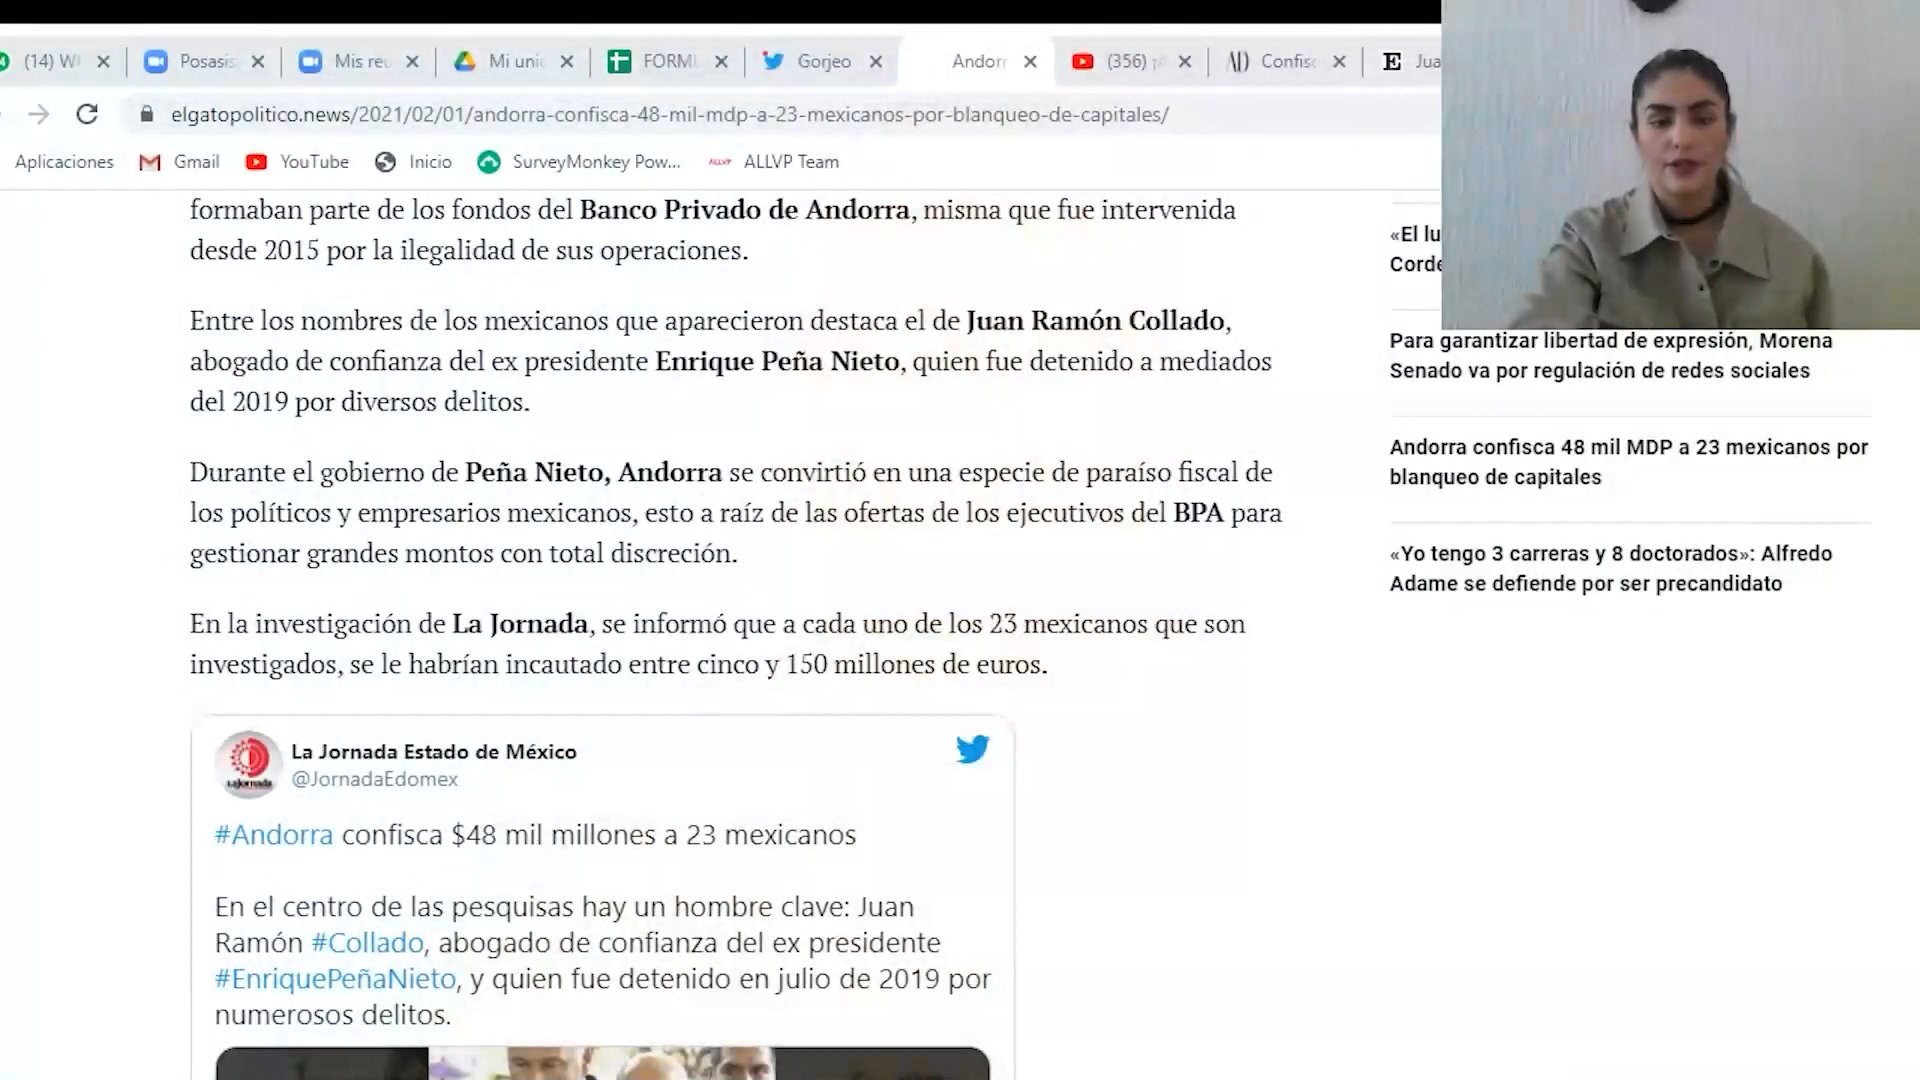 (14) W
Posasis
Mis reu
Mi uni
FORM
Gorjeo
Andorr
(356)
Confisc
Jua
elgatopolitico.news/2021/02/01/andorra-confisca-48-mil-mdp-a-23-mexicanos-por-blanqueo-de-capitales/
Aplicaciones
Gmail
YouTube
Inicio
SurveyMonkey Pow...
ALLVP
ALLVP Team
formaban parte de los fondos del Banco Privado de Andorra, misma que fue intervenida
desde 2015 por la ilegalidad de sus operaciones.
Entre los nombres de los mexicanos que aparecieron destaca el de Juan Ramón Collado,
abogado de confianza del ex presidente Enrique Peña Nieto, quien fue detenido a mediados
del 2019 por diversos delitos.
Durante el gobierno de Peña Nieto, Andorra se convirtió en una especie de paraíso fiscal de
los políticos y empresarios mexicanos, esto a raíz de las ofertas de los ejecutivos del BPA para
gestionar grandes montos con total discreción.
En la investigación de La Jornada, se informó que a cada uno de los 23 mexicanos que son
investigados, se le habrían incautado entre cinco y 150 millones de euros.
La Jornada Estado de México
@JornadaEdomex
#Andorra confisca $48 mil millones a 23 mexicanos
En el centro de las pesquisas hay un hombre clave: Juan
Ramón #Collado, abogado de confianza del ex presidente
#EnriquePeñaNieto, y quien fue detenido en julio de 2019 por
numerosos delitos.
«El lu
Corde
Para garantizar libertad de expresión, Morena
Senado va por regulación de redes sociales
Andorra confisca 48 mil MDP a 23 mexicanos por
blanqueo de capitales
«Yo tengo 3 carreras y 8 doctorados»: Alfredo
Adame se defiende por ser precandidato